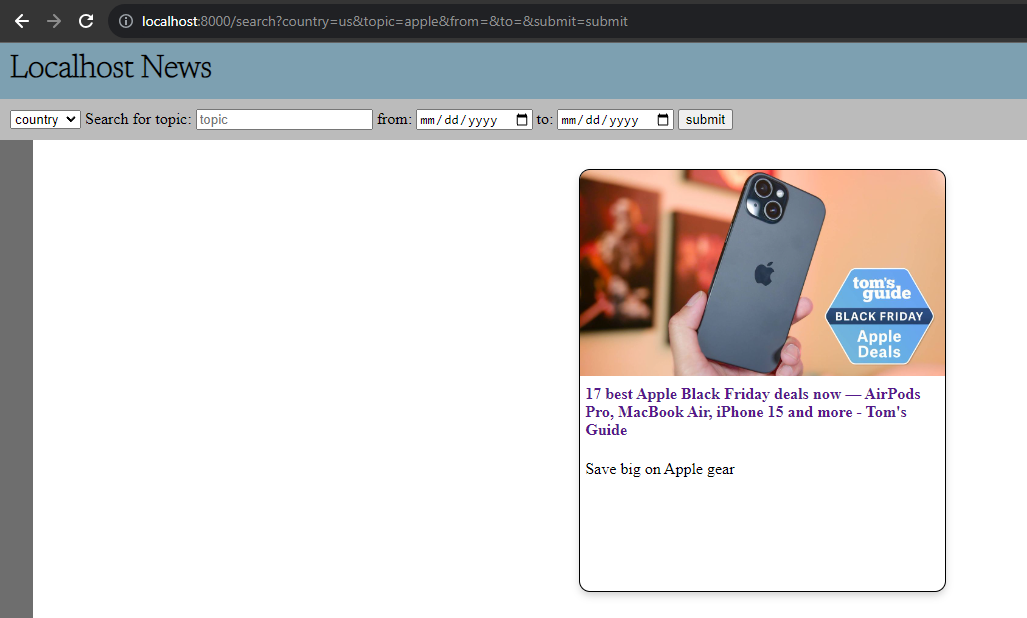 localhost:8000/search?country=us&topic=apple&from=&to=&submit=submit
Localhost News
country Search for topic: topic from: mm/dd/yyyy to: mm/dd/yyyy submit
tom's
guide
BLACK FRIDAY
Apple
Deals
17 best Apple Black Friday deals now — AirPods
Pro, MacBook Air, iPhone 15 and more - Tom's
Guide
Save big on Apple gear